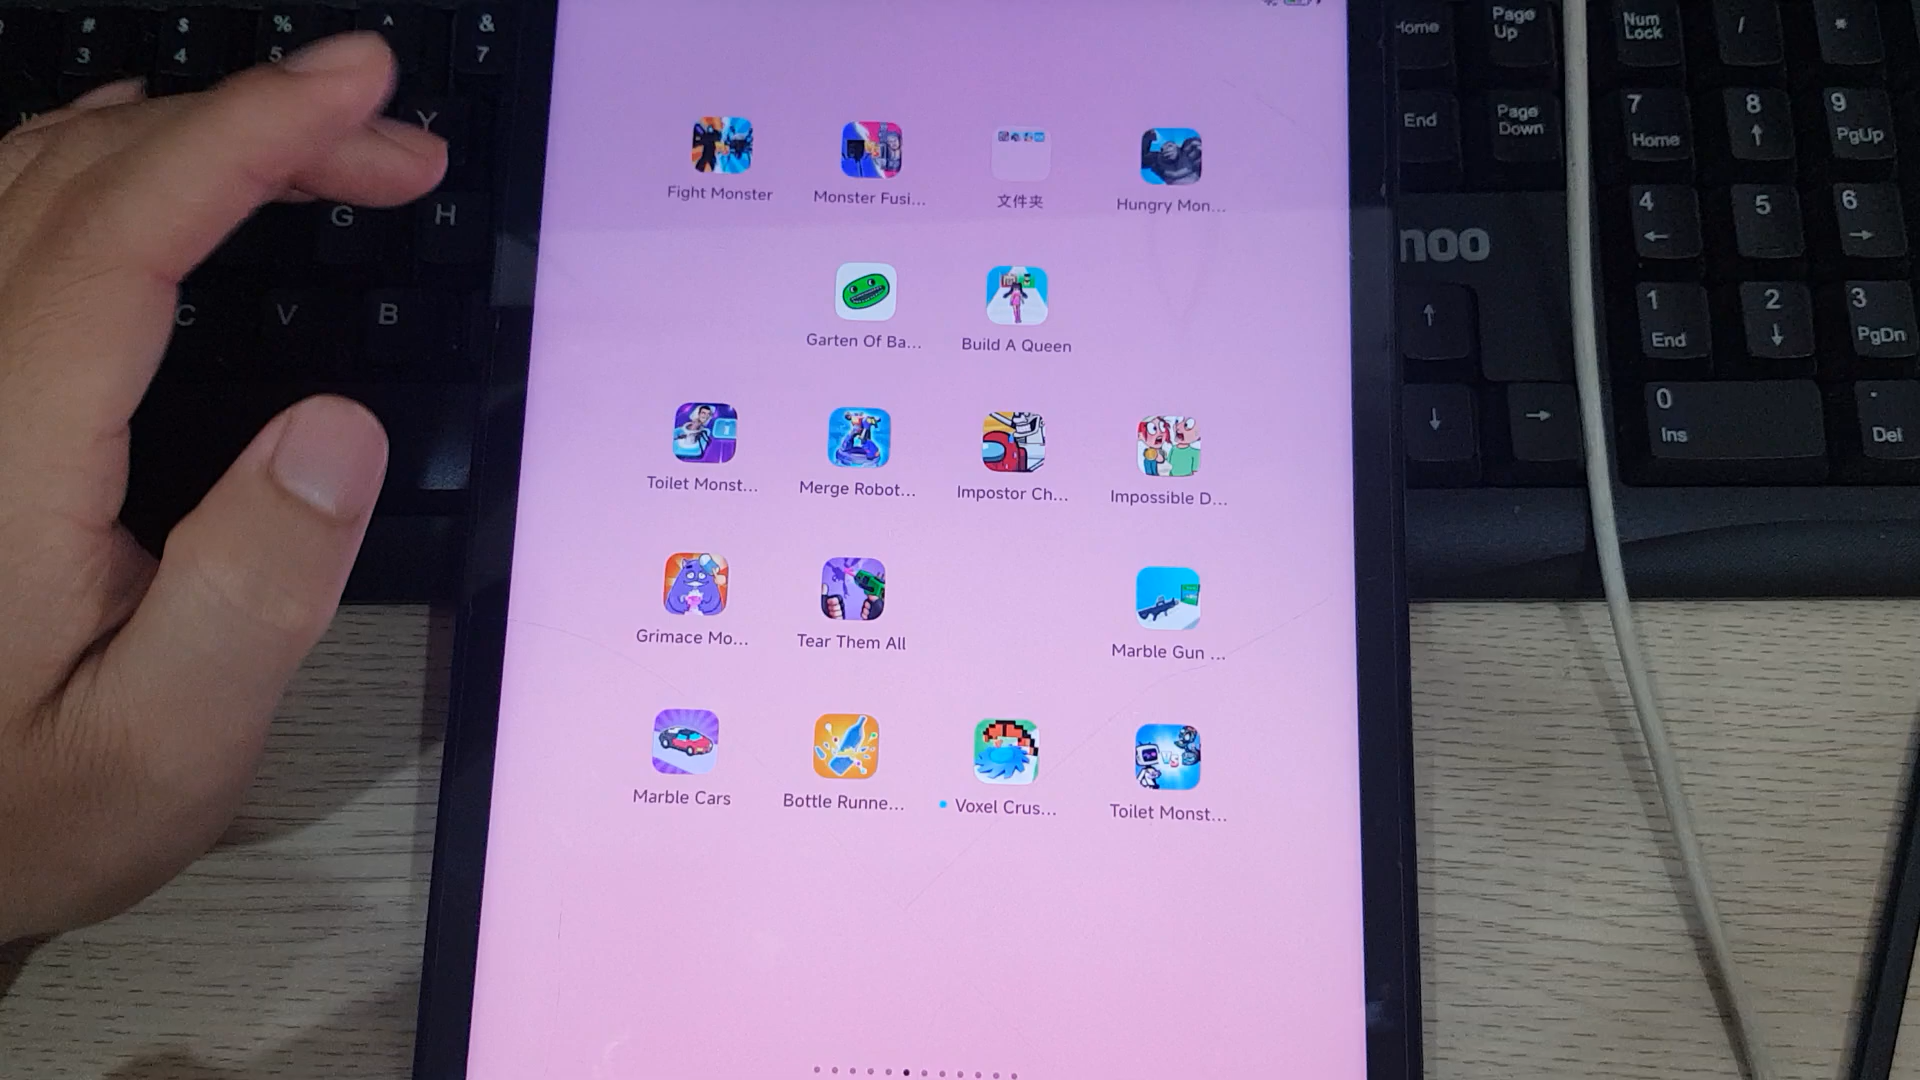 # $ % ^ &
3 4 5 7
Y
G H
C V B
Home Page Up
End Page Down
Num Lock / *
7 Home 8 ↑ 9 PgUp
4 ← 5 6 →
noo
1 End 2 ↓ 3 PgDn
↑
0 Ins . Del
↓ →
Fight Monster
Monster Fusi...
文件夹
Hungry Mon...
Garten Of Ba...
Build A Queen
Toilet Monst...
Merge Robot...
Impostor Ch...
Impossible D...
Grimace Mo...
Tear Them All
Marble Gun ...
Marble Cars
Bottle Runne...
Voxel Crus...
VS
Toilet Monst...